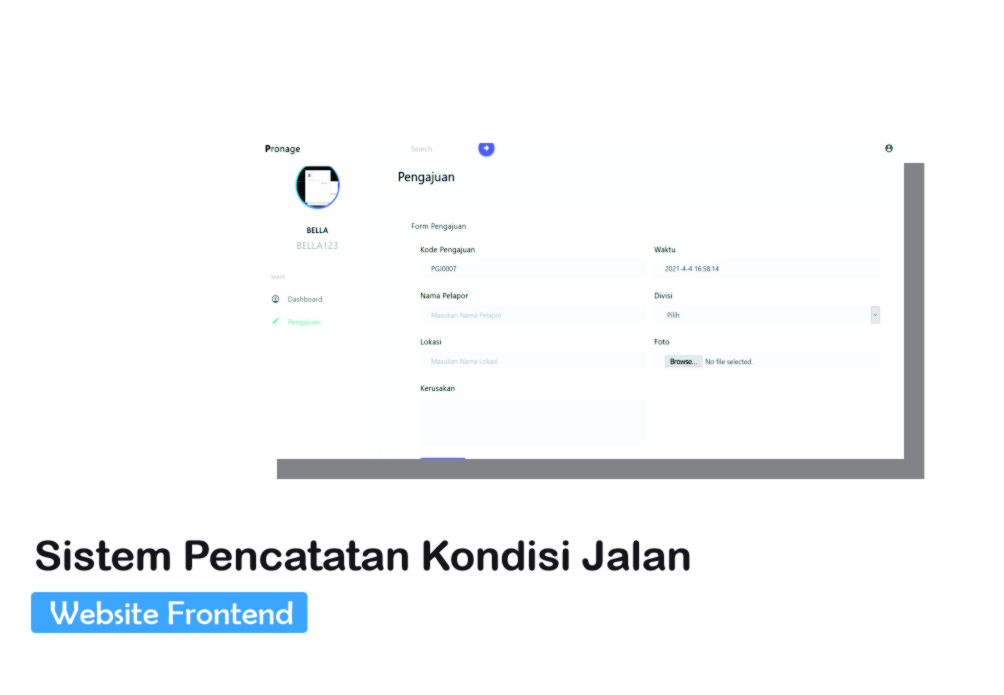 Pronage
Search
BELLA
BELLA123
MAIN
Dashboard
Pengajuan
Pengajuan
Form Pengajuan
Kode Pengajuan
PGJ0007
Waktu
2021-4-4 16:58:14
Nama Pelapor
Masukan Nama Pelapor
Divisi
Pilih
Lokasi
Masukan Nama Lokasi
Foto
Browse... No file selected.
Kerusakan
Sistem Pencatatan Kondisi Jalan
Website Frontend